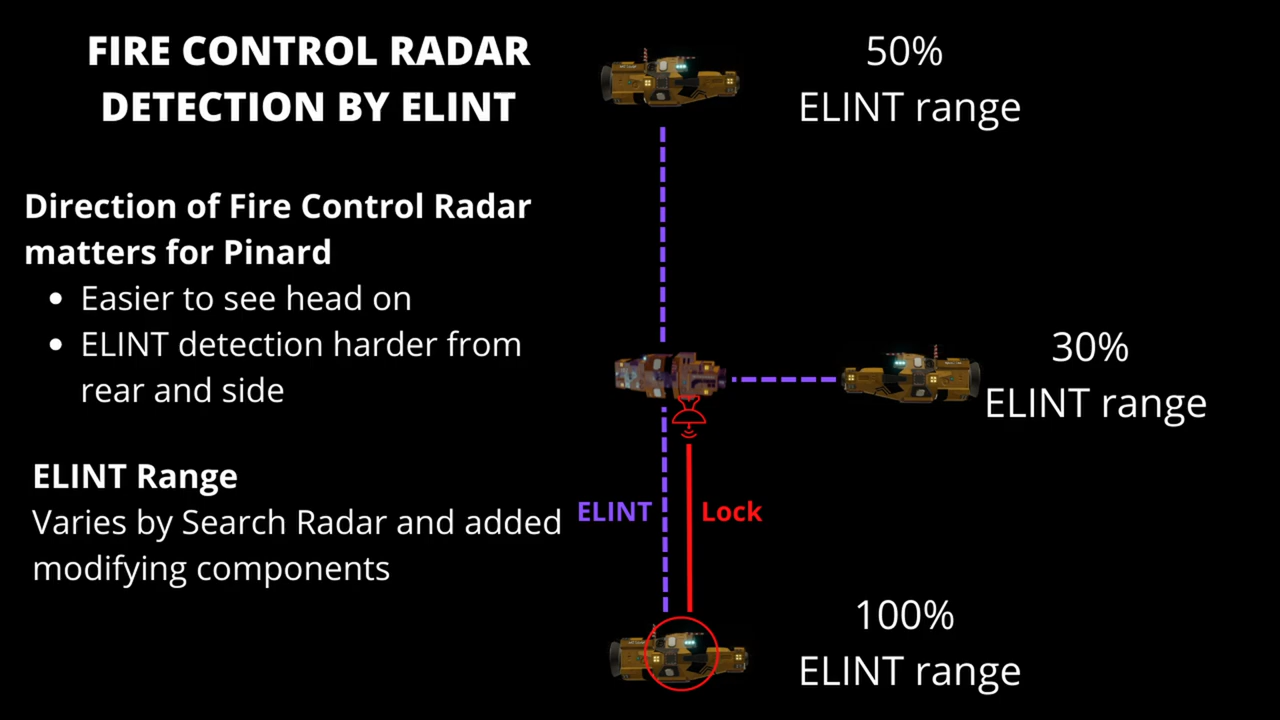 FIRE CONTROL RADAR
DETECTION BY ELINT
50%
ELINT range
Direction of Fire Control Radar
matters for Pinard
• Easier to see head on
• ELINT detection harder from
rear and side
30%
ELINT range
ELINT Range
Varies by Search Radar and added
modifying components
ELINT
Lock
100%
ELINT range